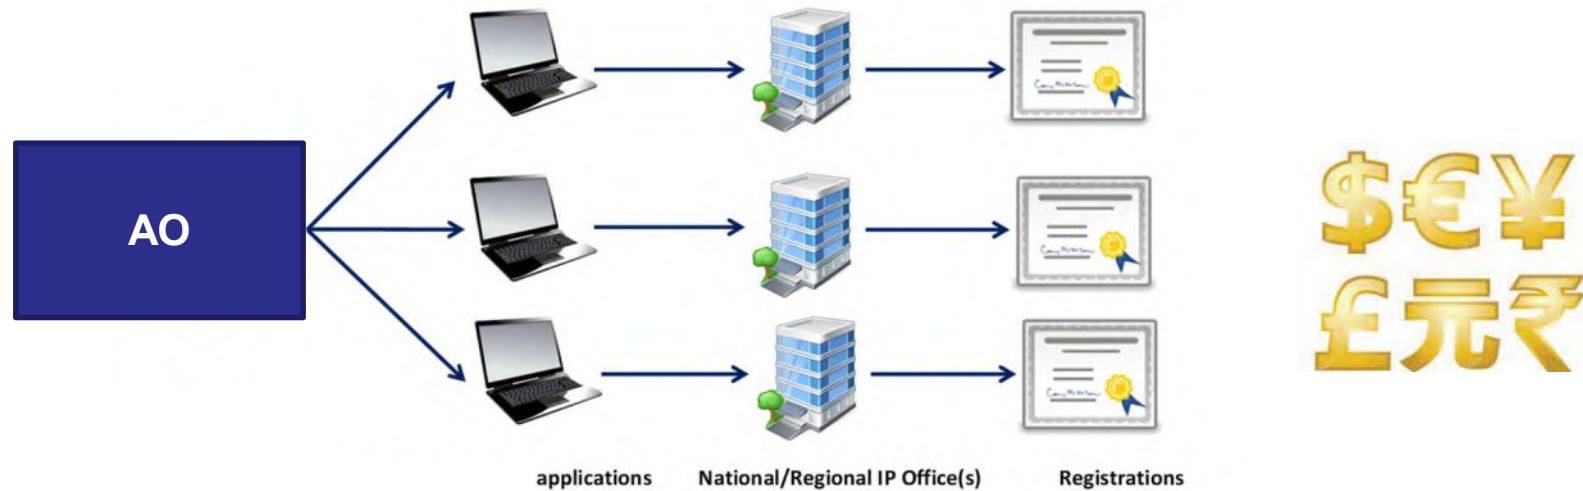 AO
$€¥
£元₹
applications National/Regional IP Office(s) Registrations